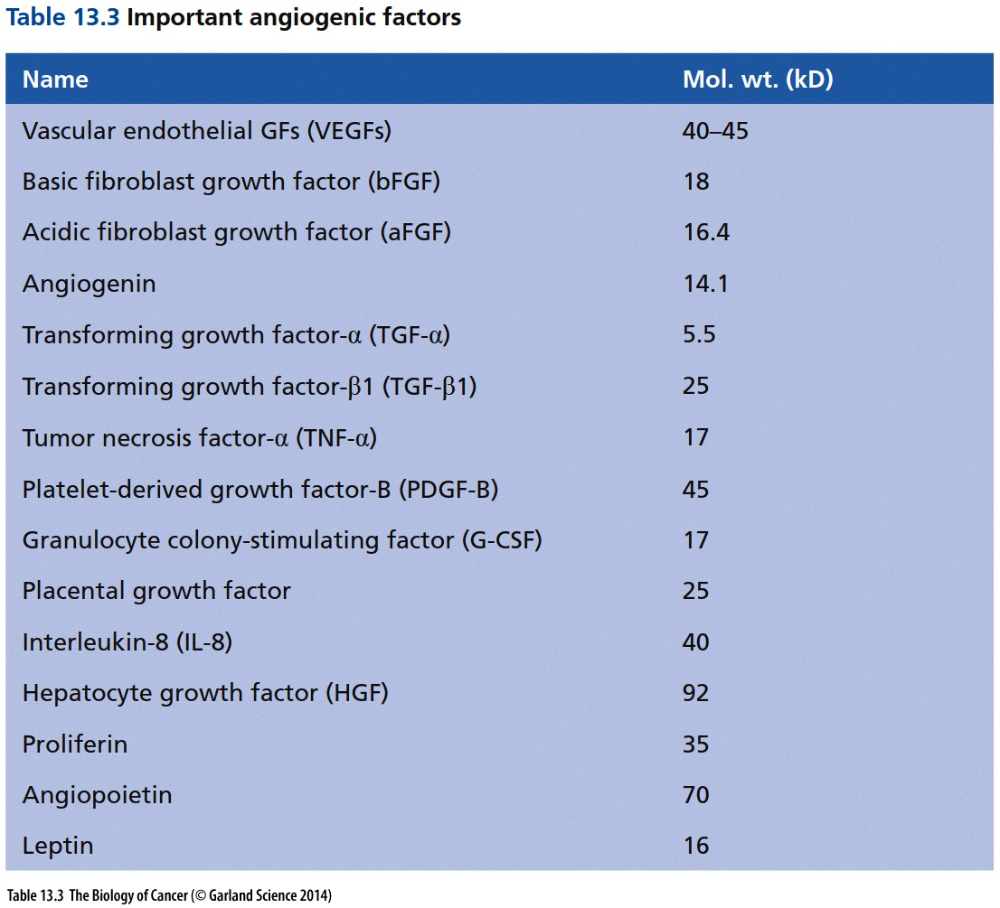 Table 13.3 Important angiogenic factors
Name Mol. wt. (kD)
Vascular endothelial GFs (VEGFs) 40–45
Basic fibroblast growth factor (bFGF) 18
Acidic fibroblast growth factor (aFGF) 16.4
Angiogenin 14.1
Transforming growth factor-α (TGF-α) 5.5
Transforming growth factor-β1 (TGF-β1) 25
Tumor necrosis factor-α (TNF-α) 17
Platelet-derived growth factor-B (PDGF-B) 45
Granulocyte colony-stimulating factor (G-CSF) 17
Placental growth factor 25
Interleukin-8 (IL-8) 40
Hepatocyte growth factor (HGF) 92
Proliferin 35
Angiopoietin 70
Leptin 16
Table 13.3 The Biology of Cancer (© Garland Science 2014)